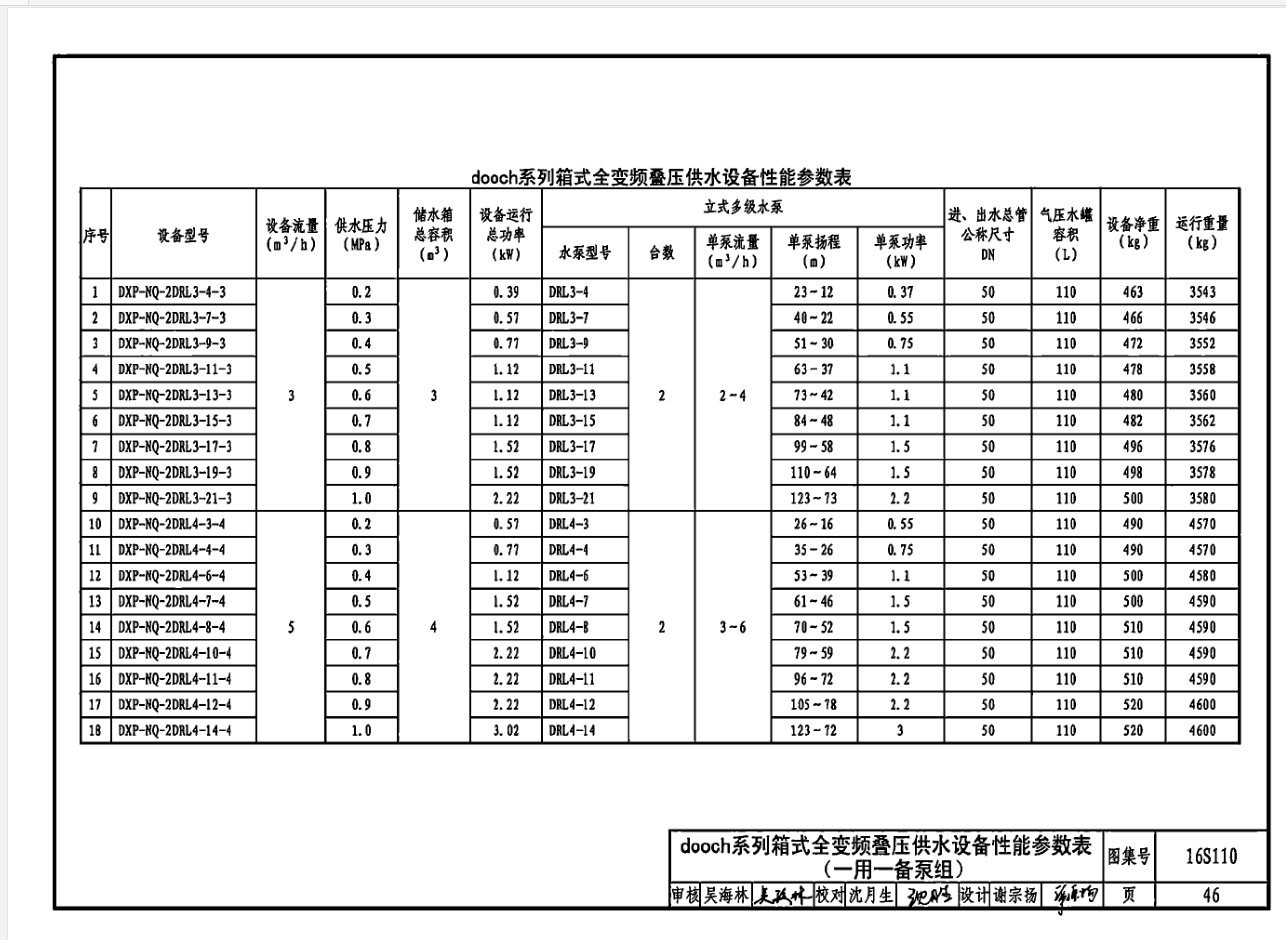 dooch系列箱式全变频叠压供水设备性能参数表
序号 设备型号 设备流量(m³/h) 供水压力(MPa) 储水箱总容积(m³) 设备运行总功率(kW) 立式多级水泵 进、出水总管公称尺寸DN 气压水罐容积(L) 设备净重(kg) 运行重量(kg)
水泵型号 台数 单泵流量(m³/h) 单泵扬程(m) 单泵功率(kW)
1 DXP-NQ-2DRL3-4-3 0.2 0.39 DRL3-4 23~12 0.37 50 110 463 3543
2 DXP-NQ-2DRL3-7-3 0.3 0.57 DRL3-7 40~22 0.55 50 110 466 3546
3 DXP-NQ-2DRL3-9-3 0.4 0.77 DRL3-9 51~30 0.75 50 110 472 3552
4 DXP-NQ-2DRL3-11-3 0.5 1.12 DRL3-11 63~37 1.1 50 110 478 3558
5 DXP-NQ-2DRL3-13-3 3 0.6 3 1.12 DRL3-13 2 2~4 73~42 1.1 50 110 480 3560
6 DXP-NQ-2DRL3-15-3 0.7 1.12 DRL3-15 84~48 1.1 50 110 482 3562
7 DXP-NQ-2DRL3-17-3 0.8 1.52 DRL3-17 99~58 1.5 50 110 496 3576
8 DXP-NQ-2DRL3-19-3 0.9 1.52 DRL3-19 110~64 1.5 50 110 498 3578
9 DXP-NQ-2DRL3-21-3 1.0 2.22 DRL3-21 123~73 2.2 50 110 500 3580
10 DXP-NQ-2DRL4-3-4 0.2 0.57 DRL4-3 26~16 0.55 50 110 490 4570
11 DXP-NQ-2DRL4-4-4 0.3 0.77 DRL4-4 35~26 0.75 50 110 490 4570
12 DXP-NQ-2DRL4-6-4 0.4 1.12 DRL4-6 53~39 1.1 50 110 500 4580
13 DXP-NQ-2DRL4-7-4 0.5 1.52 DRL4-7 61~46 1.5 50 110 500 4590
14 DXP-NQ-2DRL4-8-4 5 0.6 4 1.52 DRL4-8 2 3~6 70~52 1.5 50 110 510 4590
15 DXP-NQ-2DRL4-10-4 0.7 2.22 DRL4-10 79~59 2.2 50 110 510 4590
16 DXP-NQ-2DRL4-11-4 0.8 2.22 DRL4-11 96~72 2.2 50 110 510 4590
17 DXP-NQ-2DRL4-12-4 0.9 2.22 DRL4-12 105~78 2.2 50 110 520 4600
18 DXP-NQ-2DRL4-14-4 1.0 3.02 DRL4-14 123~72 3 50 110 520 4600
dooch系列箱式全变频叠压供水设备性能参数表
(一用一备泵组)
图集号 16S110
审核 吴海林 校对 沈月生 设计 谢宗扬 页 46